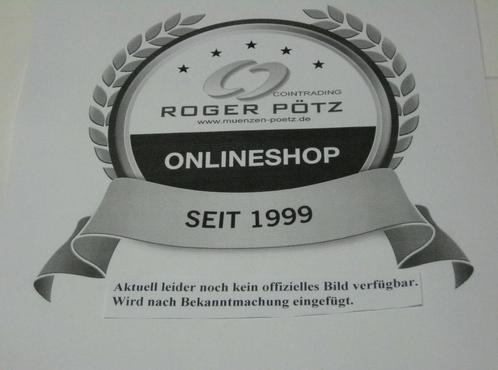 COINTRADING
ROGER PÖTZ
www.muenzen-poetz.de
ONLINESHOP
SEIT 1999
Aktuell leider noch kein offizielles Bild verfügbar.
Wird nach Bekanntmachung eingefügt.